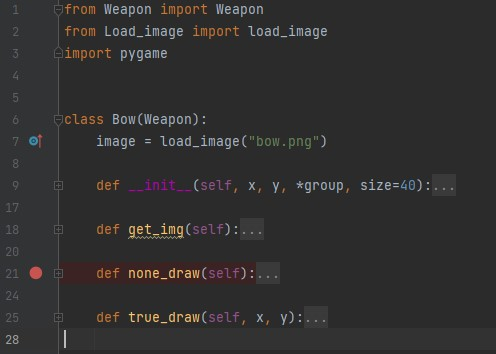 1 from Weapon import Weapon
2 from Load_image import load_image
3 import pygame
4
5
6 class Bow(Weapon):
7 image = load_image("bow.png")
8
9 def __init__(self, x, y, *group, size=40):...
17
18 def get_img(self):...
20
21 def none_draw(self):...
24
25 def true_draw(self, x, y):...
28